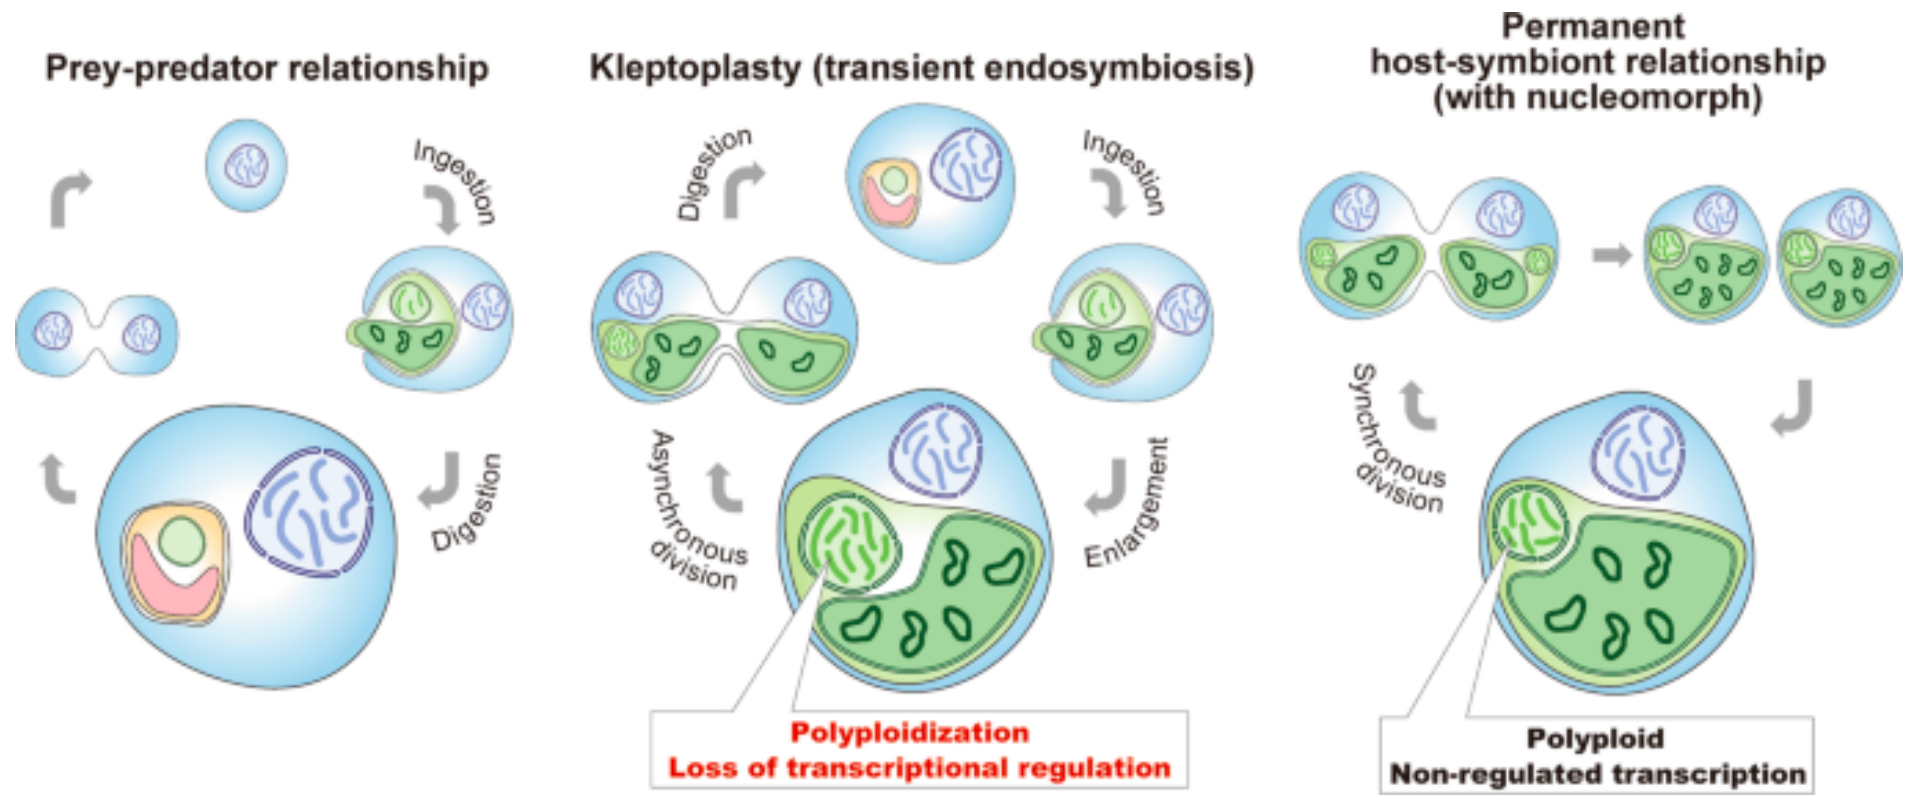 Prey-predator relationship
Ingestion
Digestion
Kleptoplasty (transient endosymbiosis)
Digestion
Ingestion
Enlargement
Asynchronous
division
Polyploidization
Loss of transcriptional regulation
Permanent
host-symbiont relationship
(with nucleomorph)
Synchronous
division
Polyploid
Non-regulated transcription